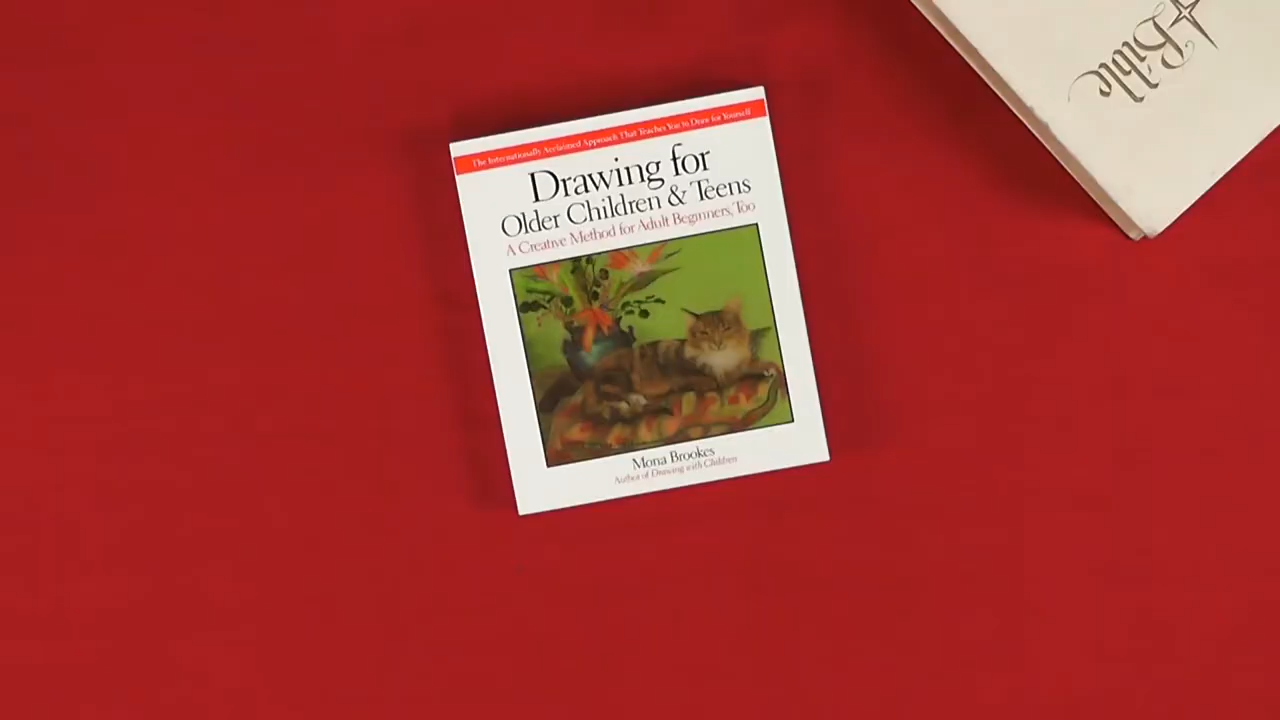 The Internationally Acclaimed Approach That Teaches You to Draw for Yourself
Drawing for
Older Children & Teens
A Creative Method for Adult Beginners, Too
Mona Brookes
Author of Drawing with Children
Bible